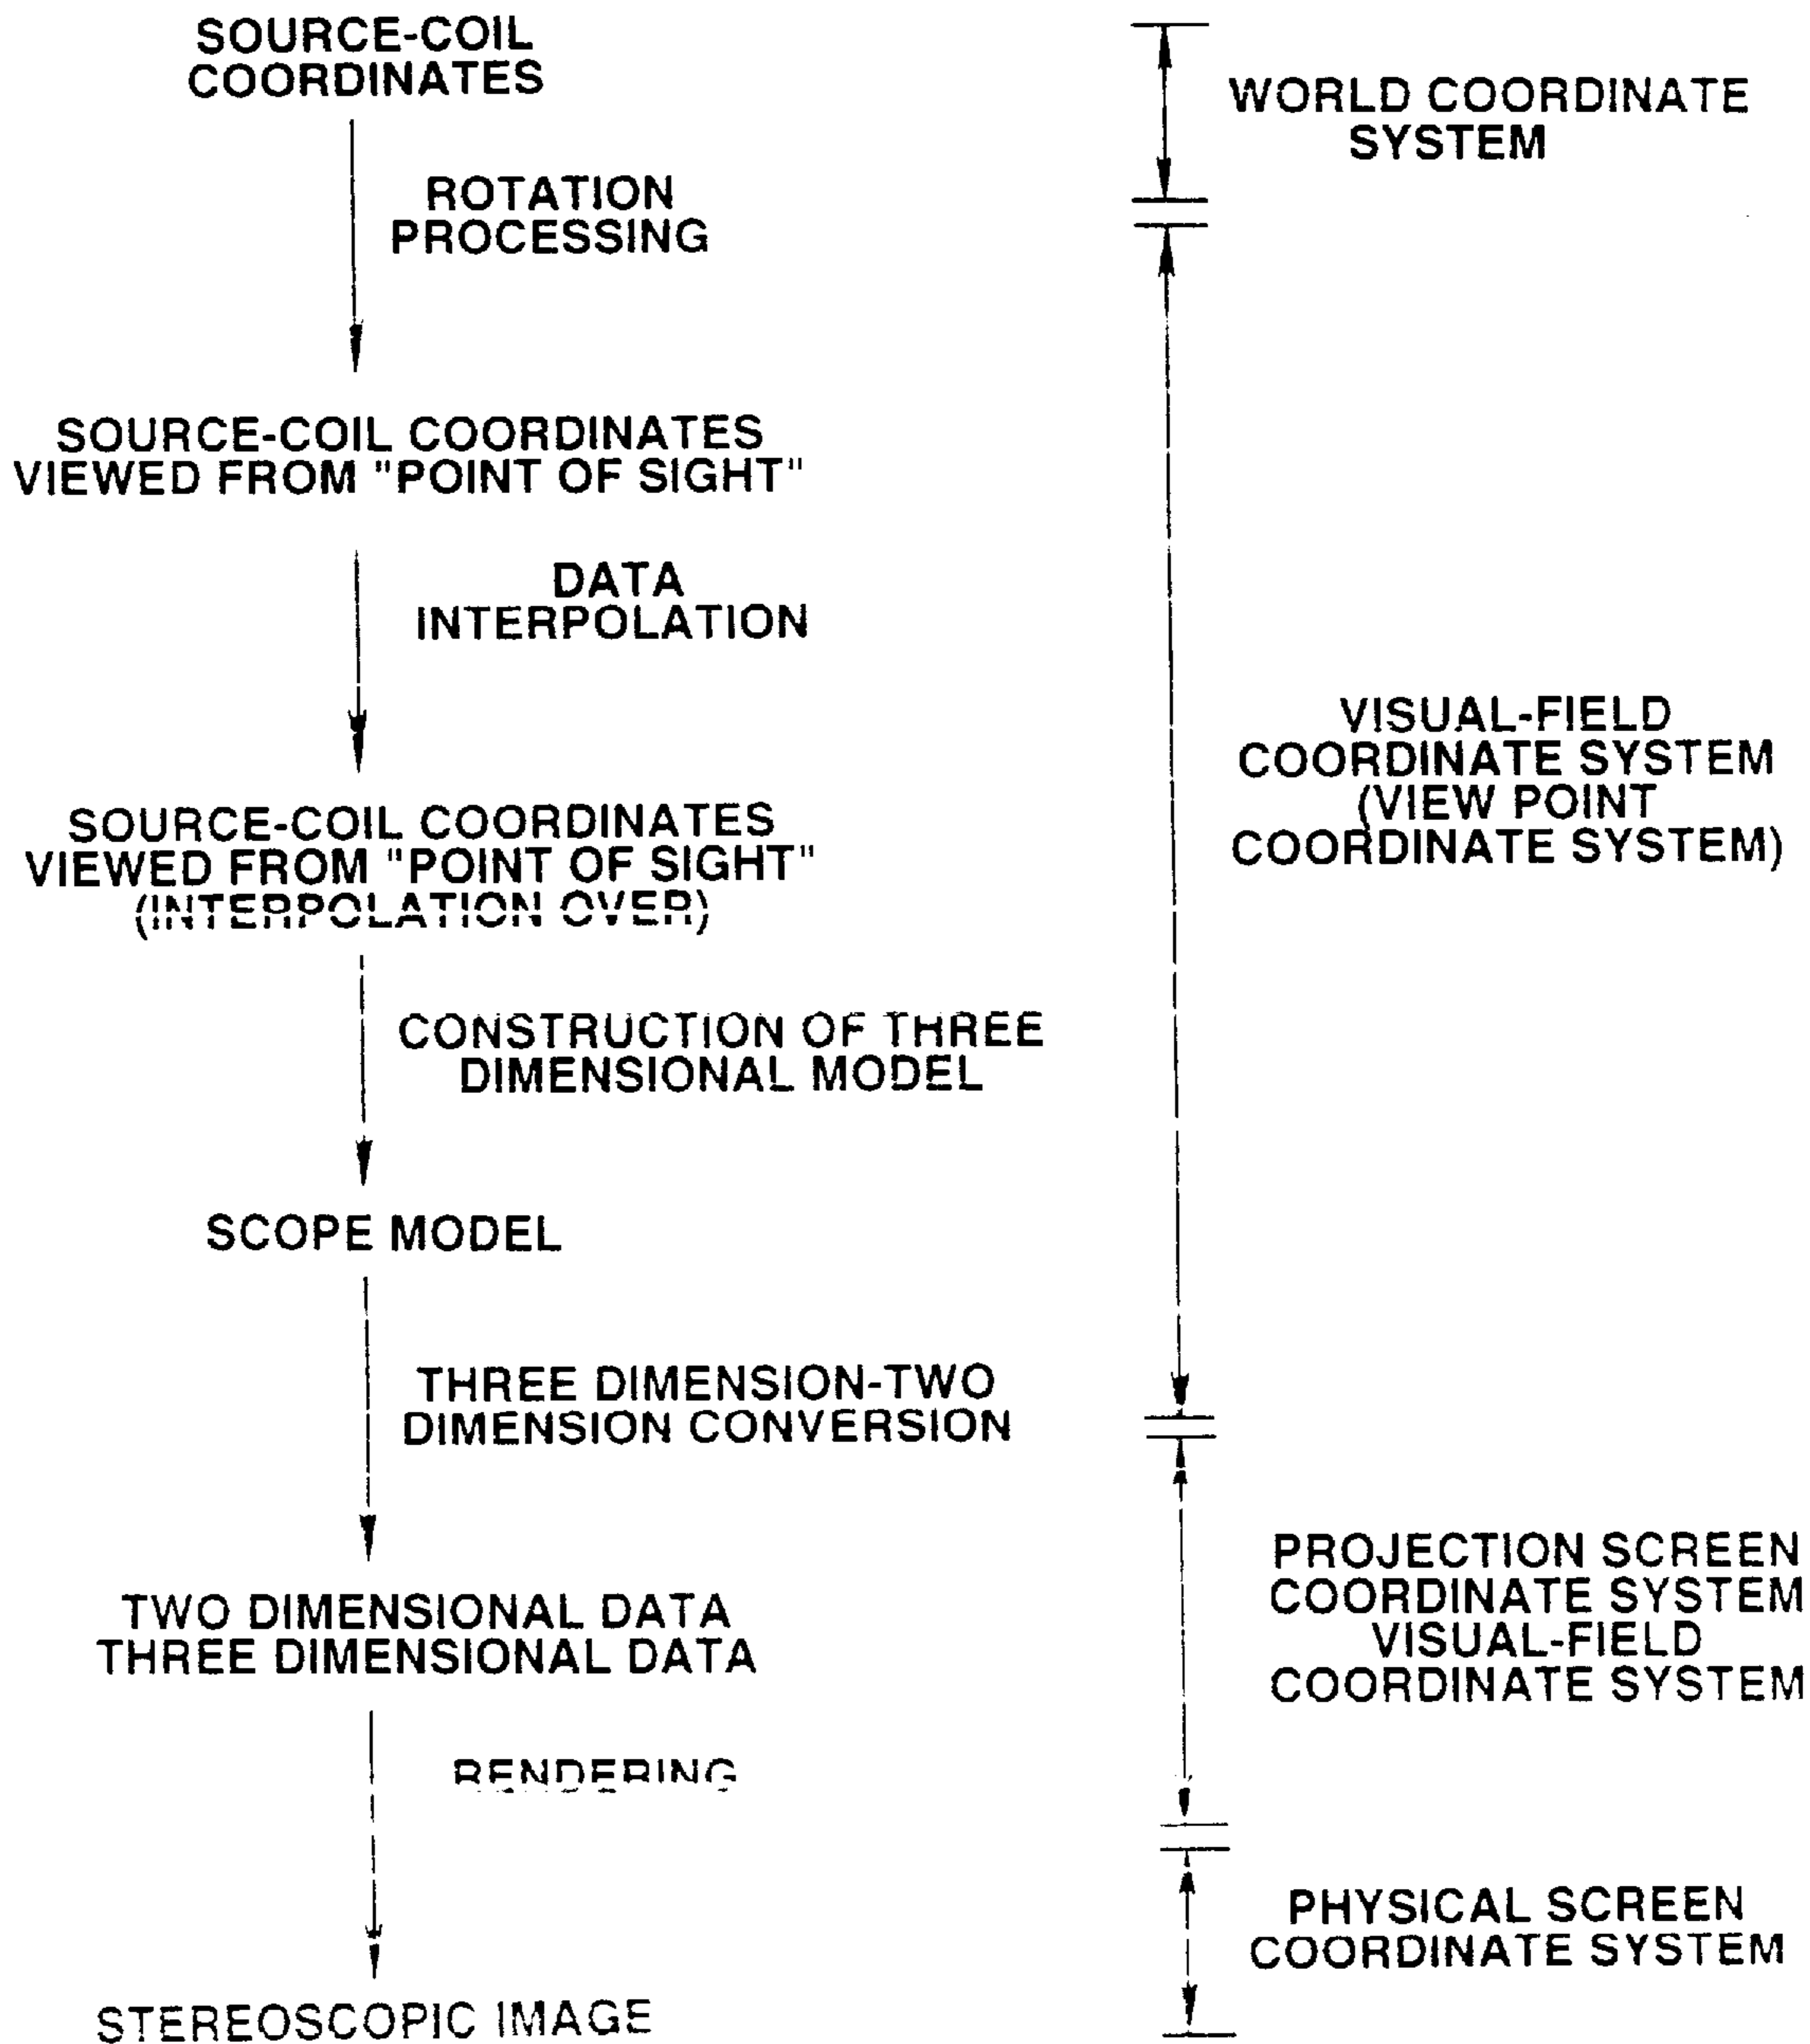 SOURCE-COIL
COORDINATES
WORLD COORDINATE
SYSTEM
ROTATION
PROCESSING
SOURCE-COIL COORDINATES
VIEWED FROM "POINT OF SIGHT"
DATA
INTERPOLATION
VISUAL-FIELD
COORDINATE SYSTEM
(VIEW POINT
COORDINATE SYSTEM)
SOURCE-COIL COORDINATES
VIEWED FROM "POINT OF SIGHT"
(INTERPOLATION OVER)
CONSTRUCTION OF THREE
DIMENSIONAL MODEL
SCOPE MODEL
THREE DIMENSION-TWO
DIMENSION CONVERSION
PROJECTION SCREEN
COORDINATE SYSTEM
VISUAL-FIELD
COORDINATE SYSTEM
TWO DIMENSIONAL DATA
THREE DIMENSIONAL DATA
RENDERING
PHYSICAL SCREEN
COORDINATE SYSTEM
STEREOSCOPIC IMAGE